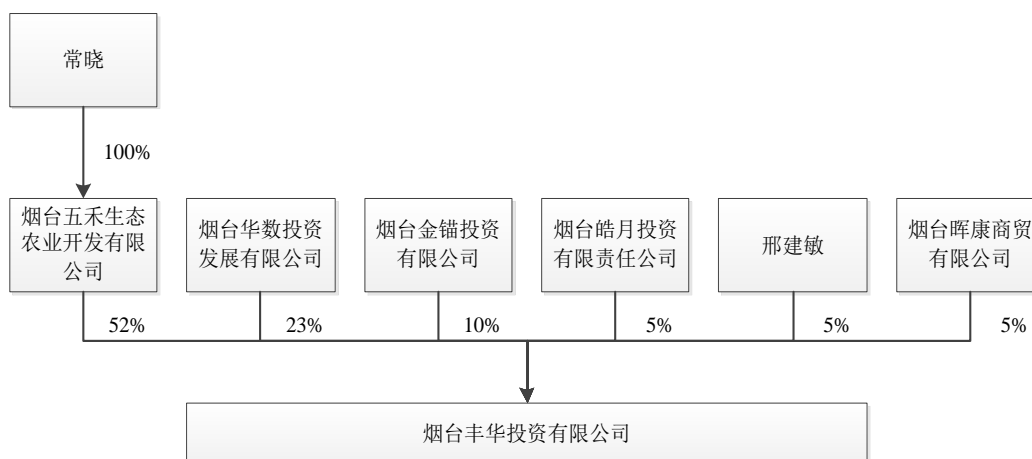 常晓
100%
烟台五禾生态
农业开发有限
公司
烟台华数投资
发展有限公司
烟台金锚投资
有限公司
烟台皓月投资
有限责任公司
邢建敏
烟台晖康商贸
有限公司
52%
23%
10%
5%
5%
5%
烟台丰华投资有限公司